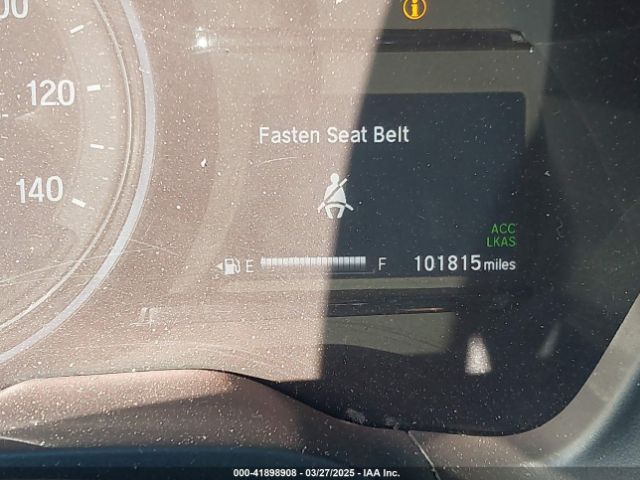 120
Fasten Seat Belt
140
ACC
LKAS
E F 101815 miles
000-41898908 — 03/27/2025 — IAA Inc.